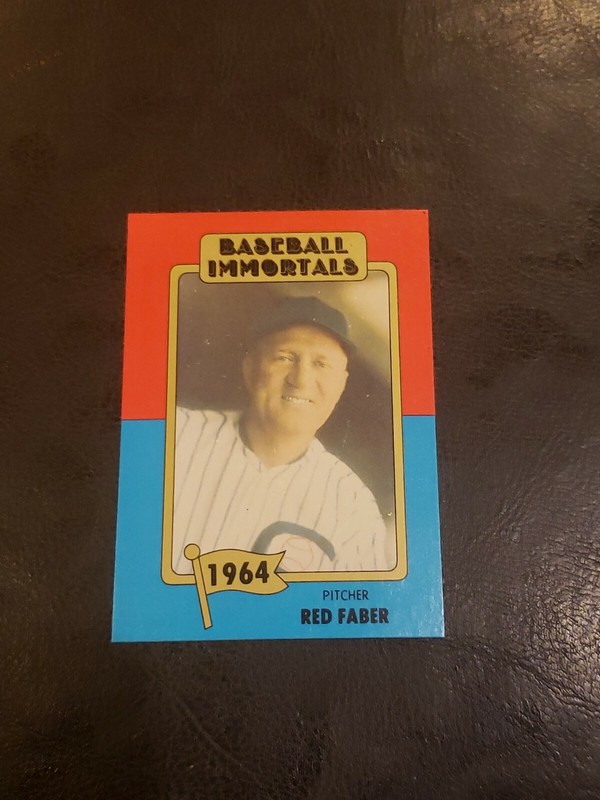 BASEBALL
IMMORTALS
1964
PITCHER
RED FABER